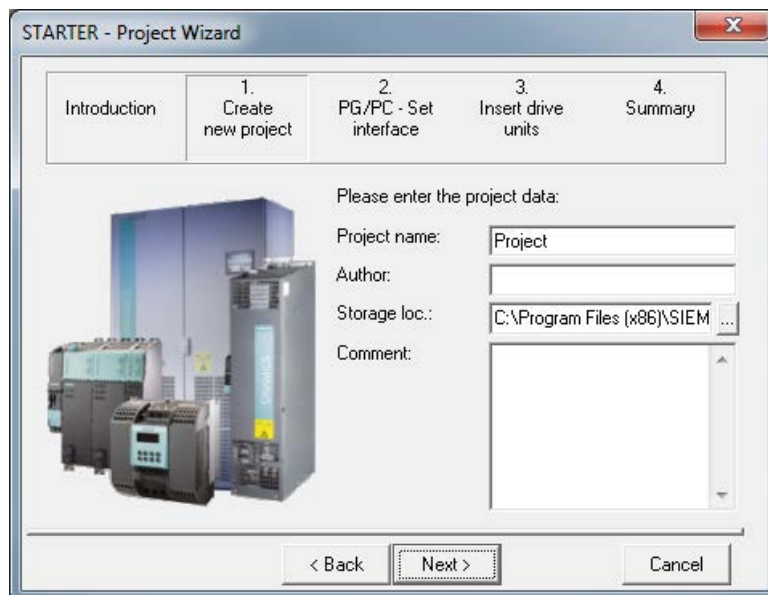 STARTER - Project Wizard
Introduction
1.
Create
new project
2.
PG/PC - Set
interface
3.
Insert drive
units
4.
Summary
Please enter the project data:
Project name:
Project
Author:
Storage loc.:
C:\Program Files (x86)\SIEM
...
Comment:
< Back
Next >
Cancel